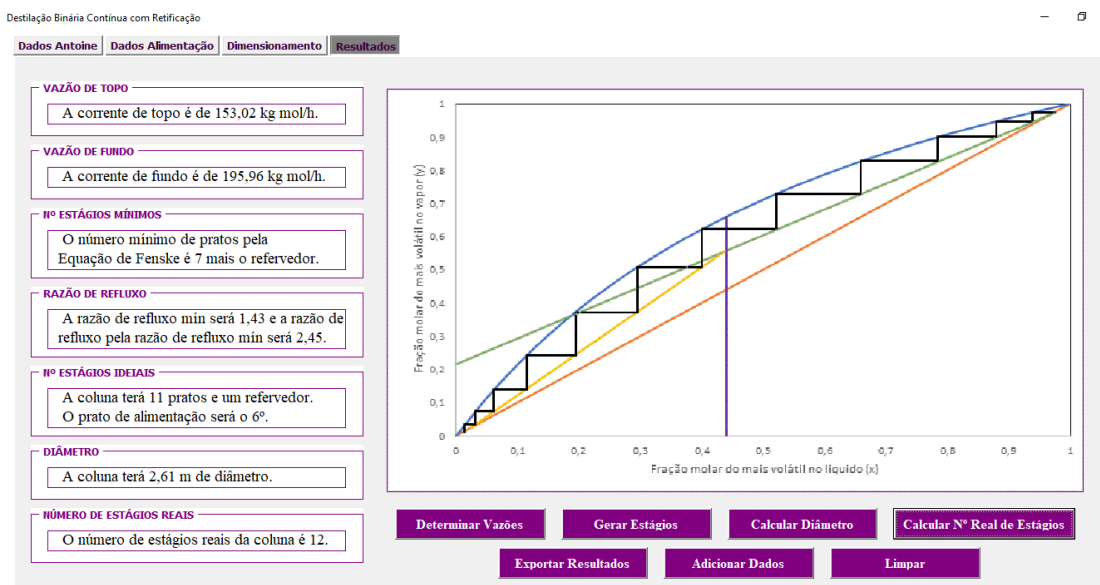 Destilação Binária Contínua com Retificação
Dados Antoine
Dados Alimentação
Dimensionamento
Resultados
VAZÃO DE TOPO
A corrente de topo é de 153,02 kg mol/h.
VAZÃO DE FUNDO
A corrente de fundo é de 195,96 kg mol/h.
Nº ESTÁGIOS MÍNIMOS
O número mínimo de pratos pela
Equação de Fenske é 7 mais o refervedor.
RAZÃO DE REFLUXO
A razão de refluxo mín será 1,43 e a razão de
refluxo pela razão de refluxo mín será 2,45.
Nº ESTÁGIOS IDEIAIS
A coluna terá 11 pratos e um refervedor.
O prato de alimentação será o 6º.
DIÂMETRO
A coluna terá 2,61 m de diâmetro.
NÚMERO DE ESTÁGIOS REAIS
O número de estágios reais da coluna é 12.
Fração molar do mais volátil no vapor (y)
1
0,9
0,8
0,7
0,6
0,5
0,4
0,3
0,2
0,1
0
0
0,1
0,2
0,3
0,4
0,5
0,6
0,7
0,8
0,9
1
Fração molar do mais volátil no líquido (x)
Determinar Vazões
Gerar Estágios
Calcular Diâmetro
Calcular Nº Real de Estágios
Exportar Resultados
Adicionar Dados
Limpar